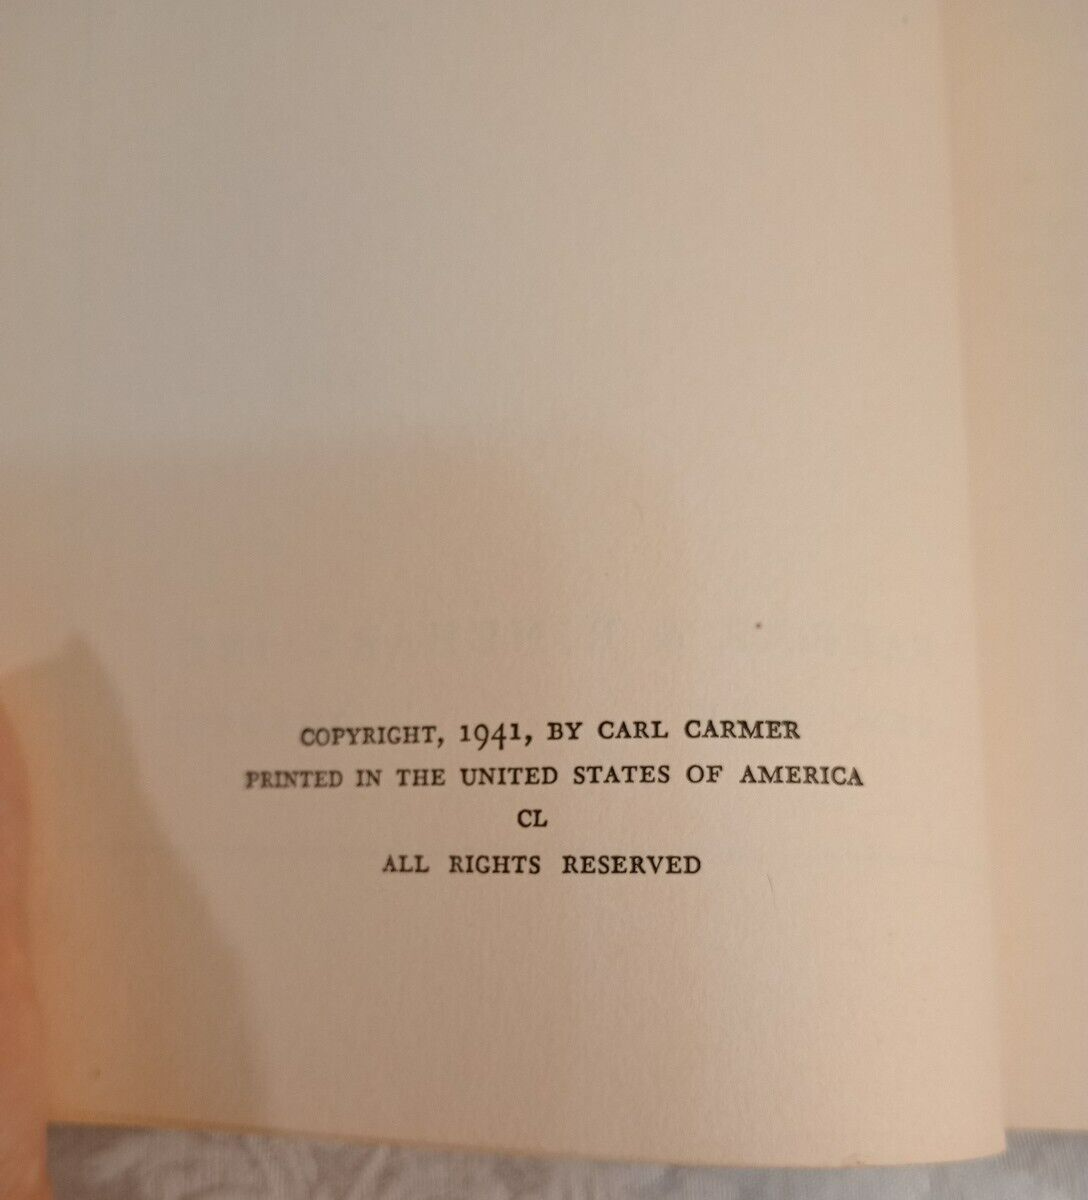 COPYRIGHT, 1941, BY CARL CARMER
PRINTED IN THE UNITED STATES OF AMERICA
CL
ALL RIGHTS RESERVED